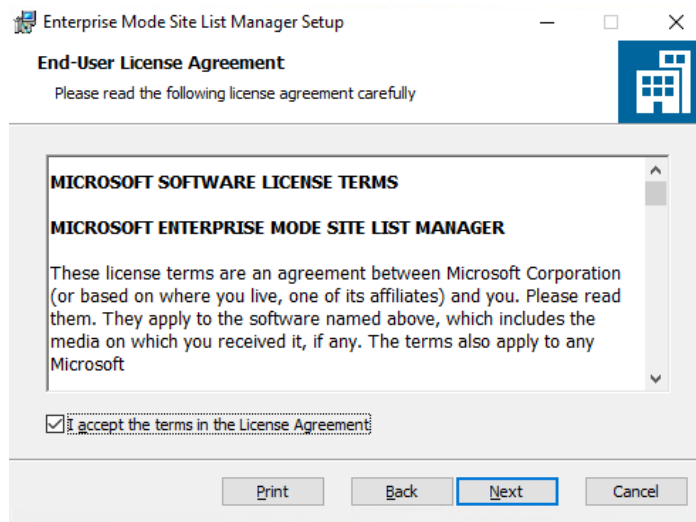 Enterprise Mode Site List Manager Setup
End-User License Agreement
Please read the following license agreement carefully
MICROSOFT SOFTWARE LICENSE TERMS
MICROSOFT ENTERPRISE MODE SITE LIST MANAGER
These license terms are an agreement between Microsoft Corporation
(or based on where you live, one of its affiliates) and you. Please read
them. They apply to the software named above, which includes the
media on which you received it, if any. The terms also apply to any
Microsoft
I accept the terms in the License Agreement
Print Back Next Cancel